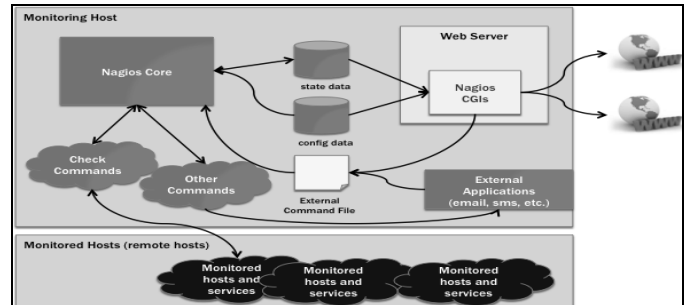 Monitoring Host
Web Server
Nagios Core
state data
Nagios
CGIs
config data
Check
Commands
Other
Commands
External
Command File
External
Applications
(email, sms, etc.)
WWW
WWW
Monitored Hosts (remote hosts)
Monitored
hosts and
services
Monitored
hosts and
services
Monitored
hosts and
services